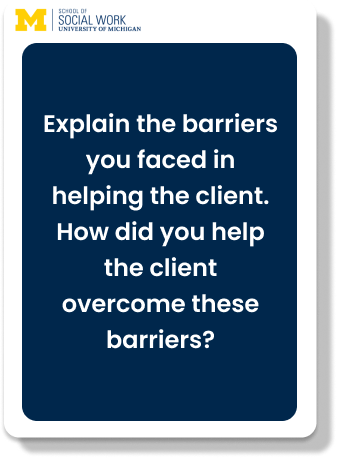 SCHOOL OF
SOCIAL WORK
UNIVERSITY OF MICHIGAN
Explain the barriers
you faced in
helping the client.
How did you help
the client
overcome these
barriers?